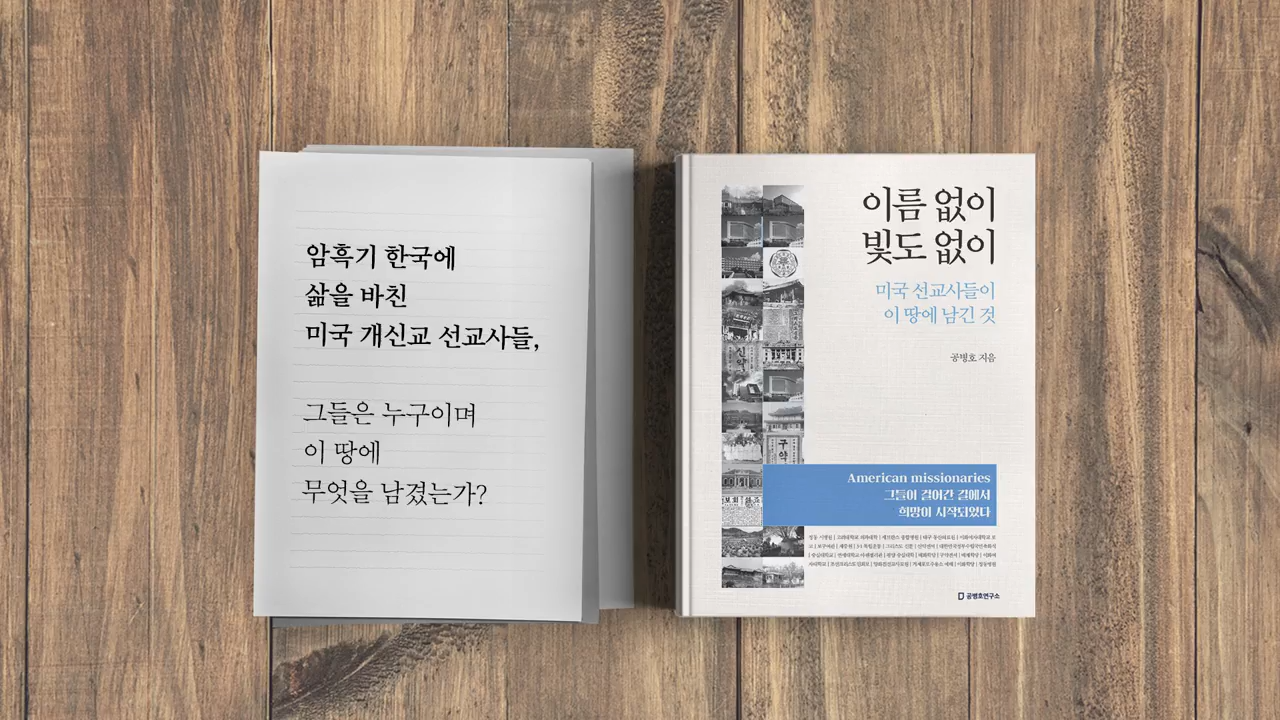 암흑기 한국에
삶을 바친
미국 개신교 선교사들,
그들은 누구이며
이 땅에
무엇을 남겼는가?
이름 없이
빛도 없이
미국 선교사들이
이 땅에 남긴 것
공병호 지음
구약
American missionaries
그들이 걸어간 길에서
희망이 시작되었다
공병호연구소